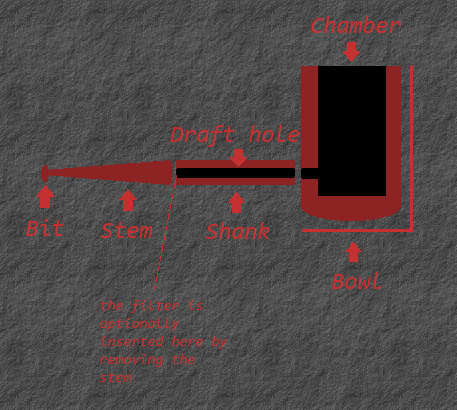 Chamber
Draft hole
Bit
Stem
Shank
Bowl
The filter is
optionally
inserted here by
removing the
stem